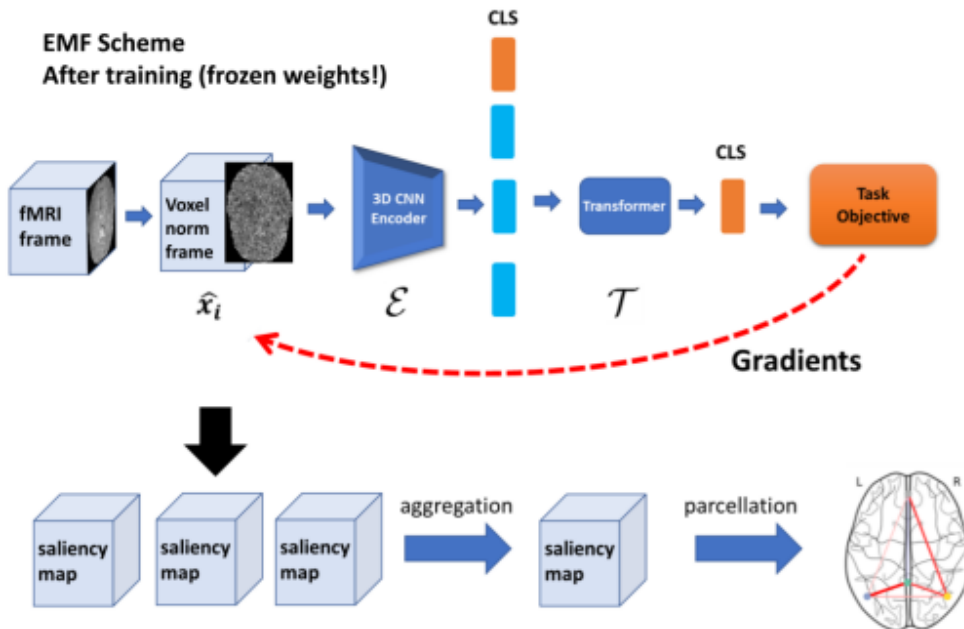 EMF Scheme
After training (frozen weights!)
CLS
fMRI
frame
Voxel
norm
frame
3D CNN
Encoder
Transformer
CLS
Task
Objective
x̂ᵢ
ℰ
𝒯
Gradients
saliency
map
saliency
map
saliency
map
aggregation
saliency
map
parcellation
L
R